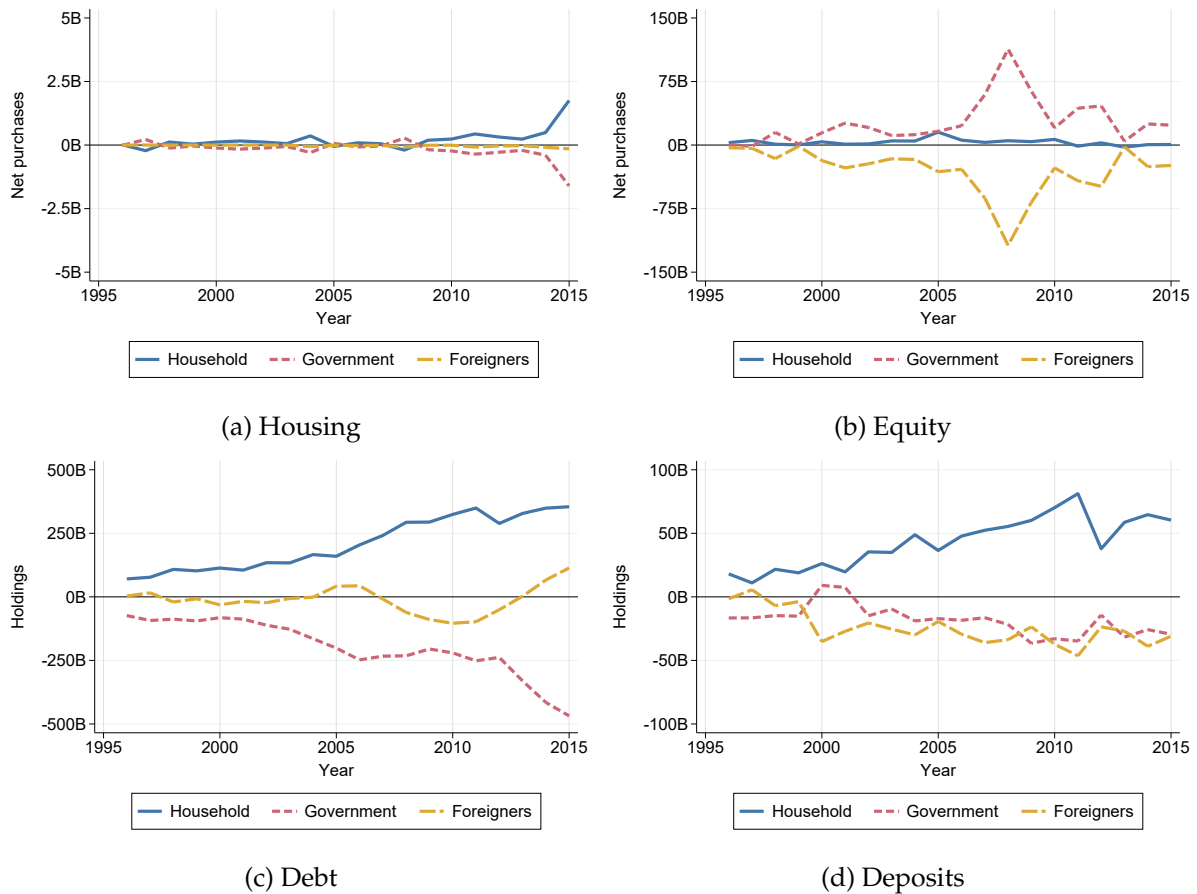 5B
2.5B
0B
-2.5B
-5B
Net purchases
1995 2000 2005 2010 2015
Year
Household Government Foreigners
(a) Housing
150B
75B
0B
-75B
-150B
Net purchases
1995 2000 2005 2010 2015
Year
Household Government Foreigners
(b) Equity
500B
250B
0B
-250B
-500B
Holdings
1995 2000 2005 2010 2015
Year
Household Government Foreigners
(c) Debt
100B
50B
0B
-50B
-100B
Holdings
1995 2000 2005 2010 2015
Year
Household Government Foreigners
(d) Deposits